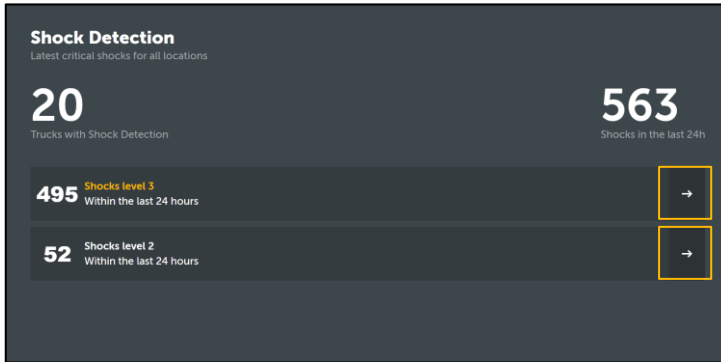 Shock Detection
Latest critical shocks for all locations
20
Trucks with Shock Detection
563
Shocks in the last 24h
495
Shocks level 3
Within the last 24 hours
→
52
Shocks level 2
Within the last 24 hours
→